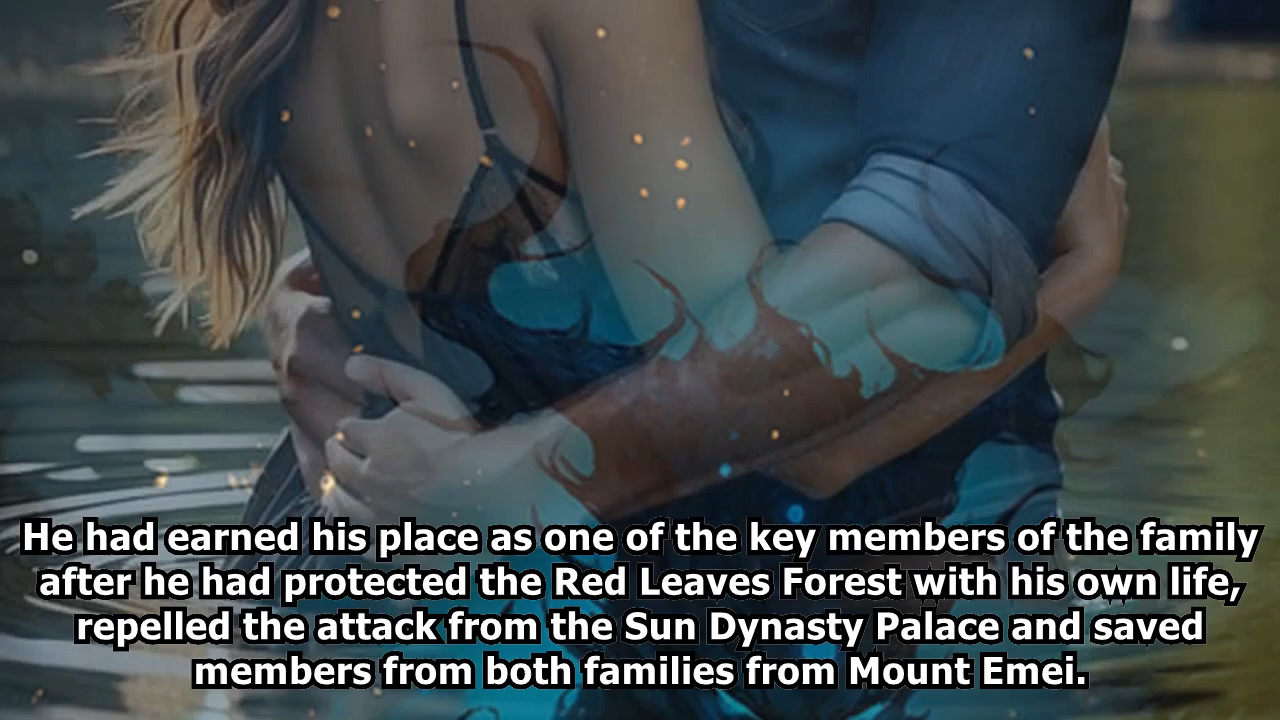 He had earned his place as one of the key members of the family
after he had protected the Red Leaves Forest with his own life,
repelled the attack from the Sun Dynasty Palace and saved
members from both families from Mount Emei.